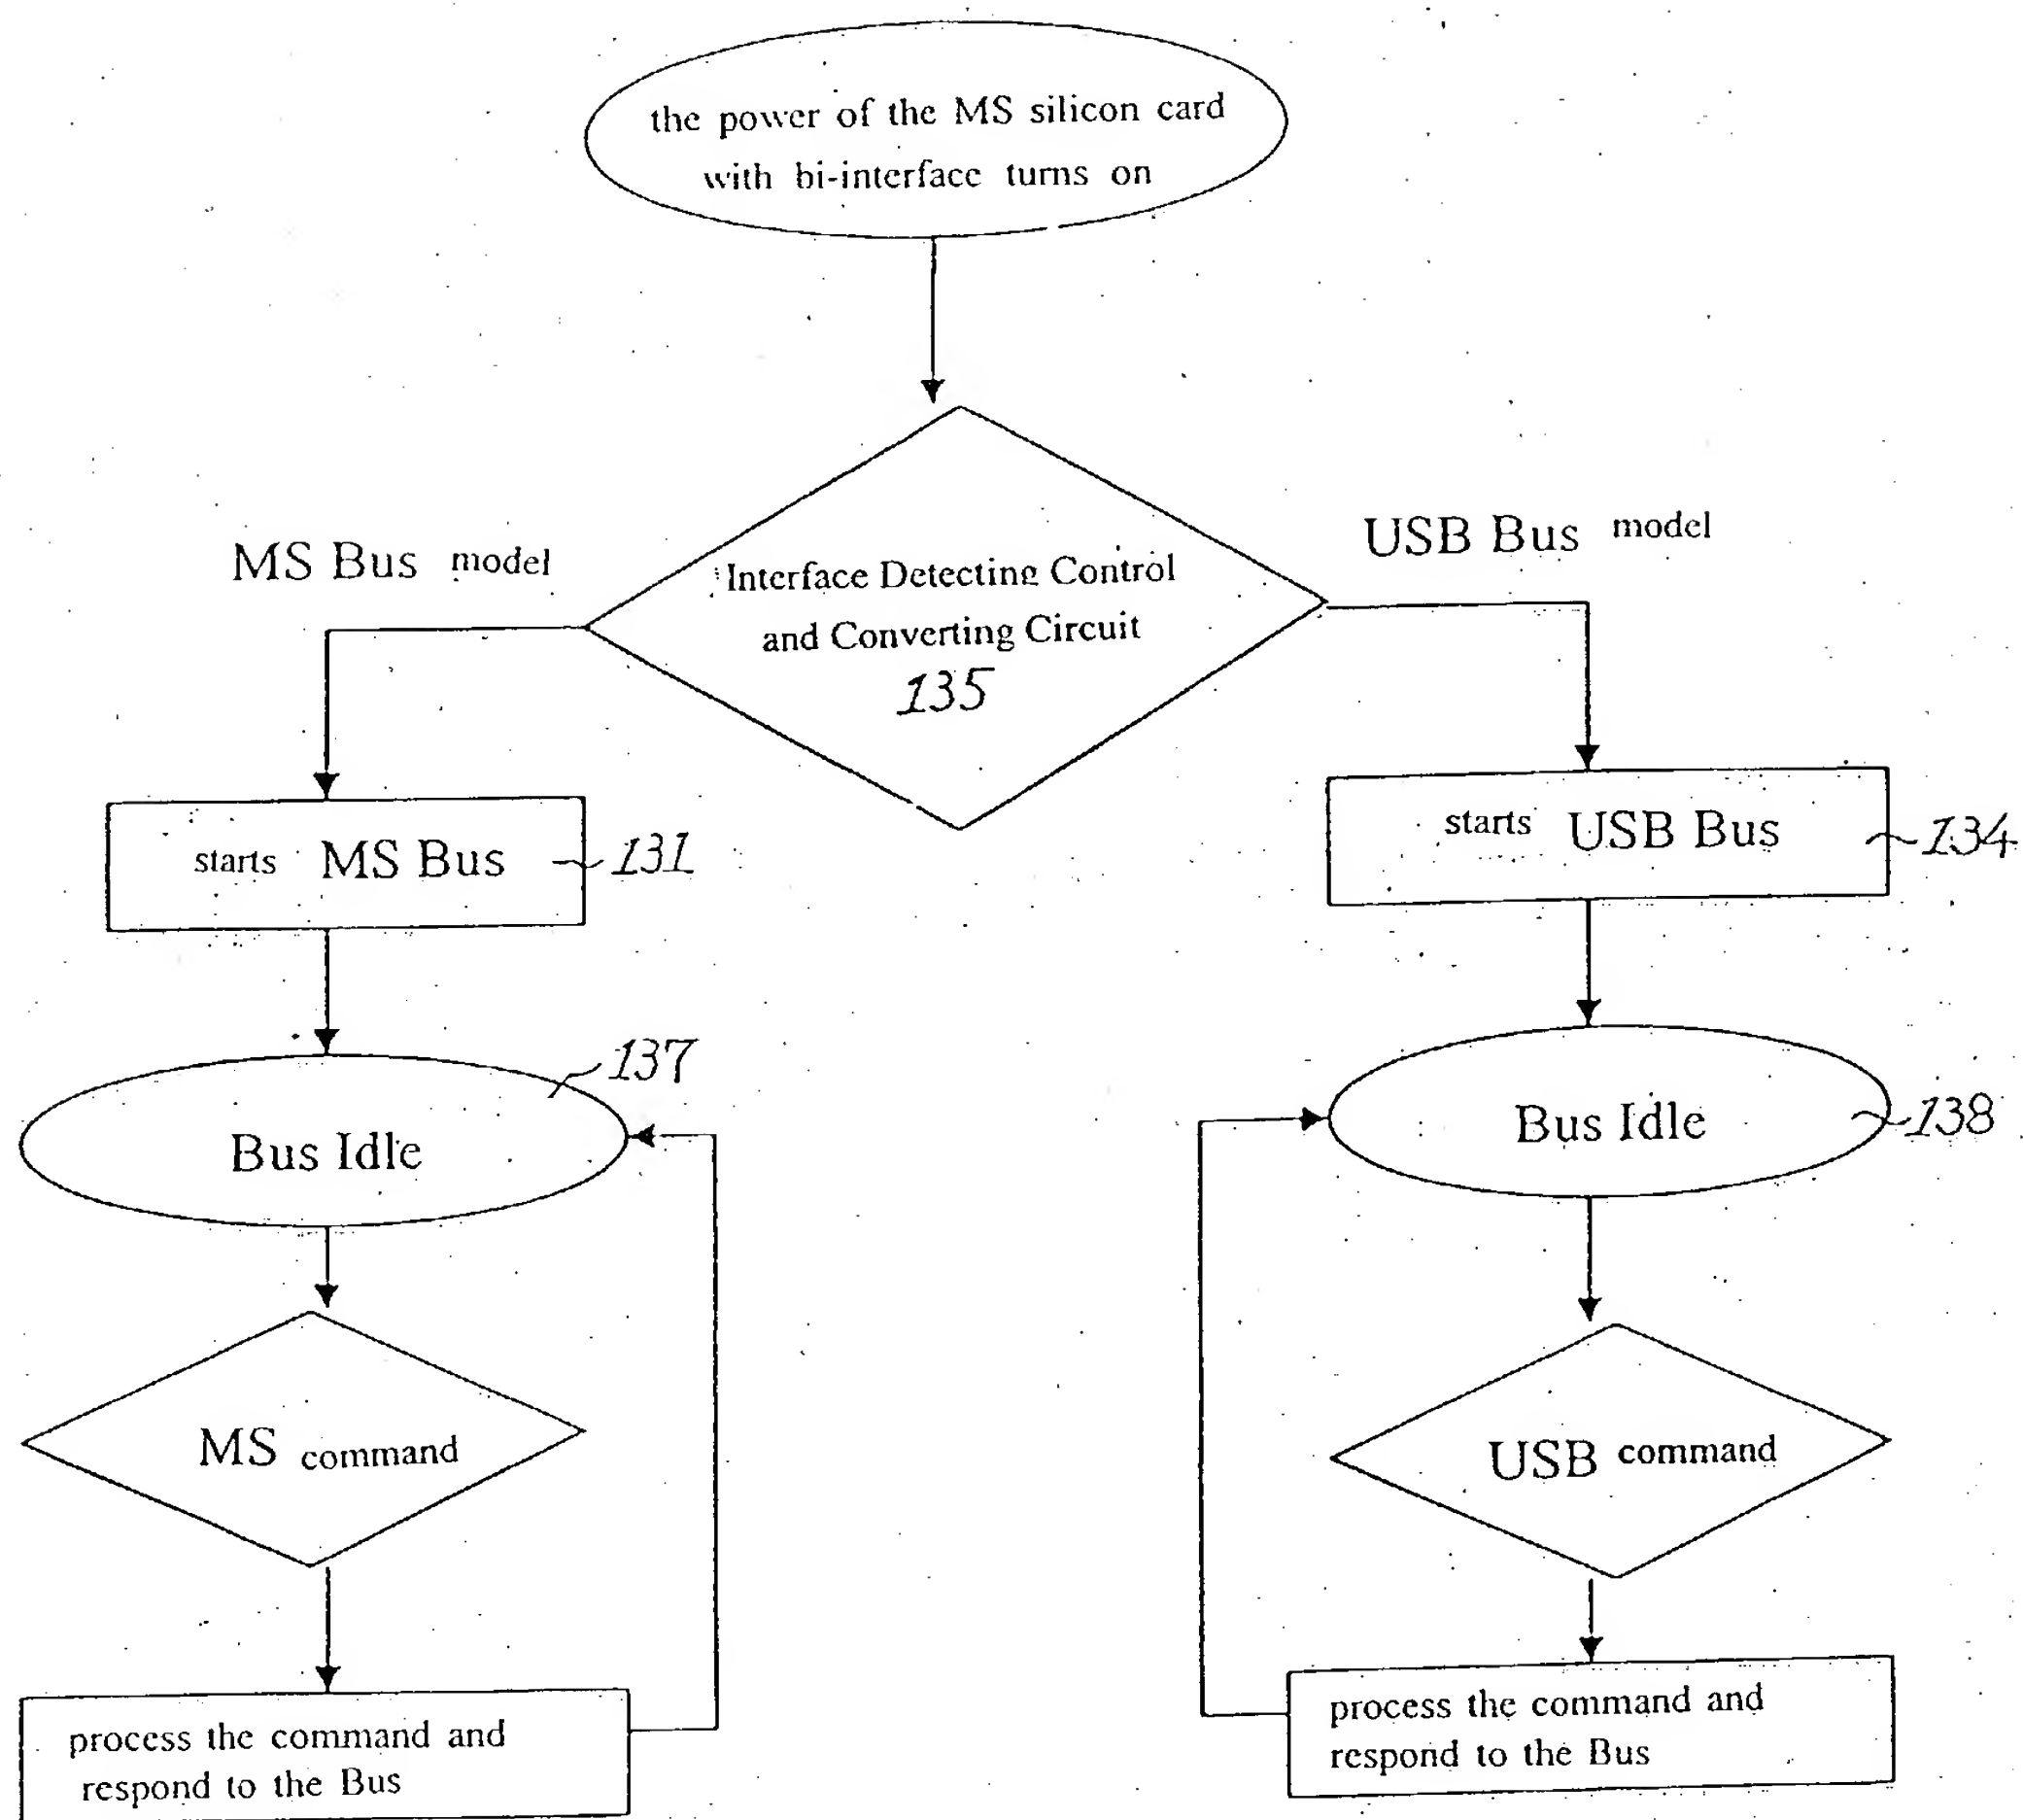 the power of the MS silicon card
with bi-interface turns on
MS Bus model
USB Bus model
Interface Detecting Control
and Converting Circuit
135
starts MS Bus
131
starts USB Bus
134
137
Bus Idle
Bus Idle
138
MS command
USB command
process the command and
respond to the Bus
process the command and
respond to the Bus